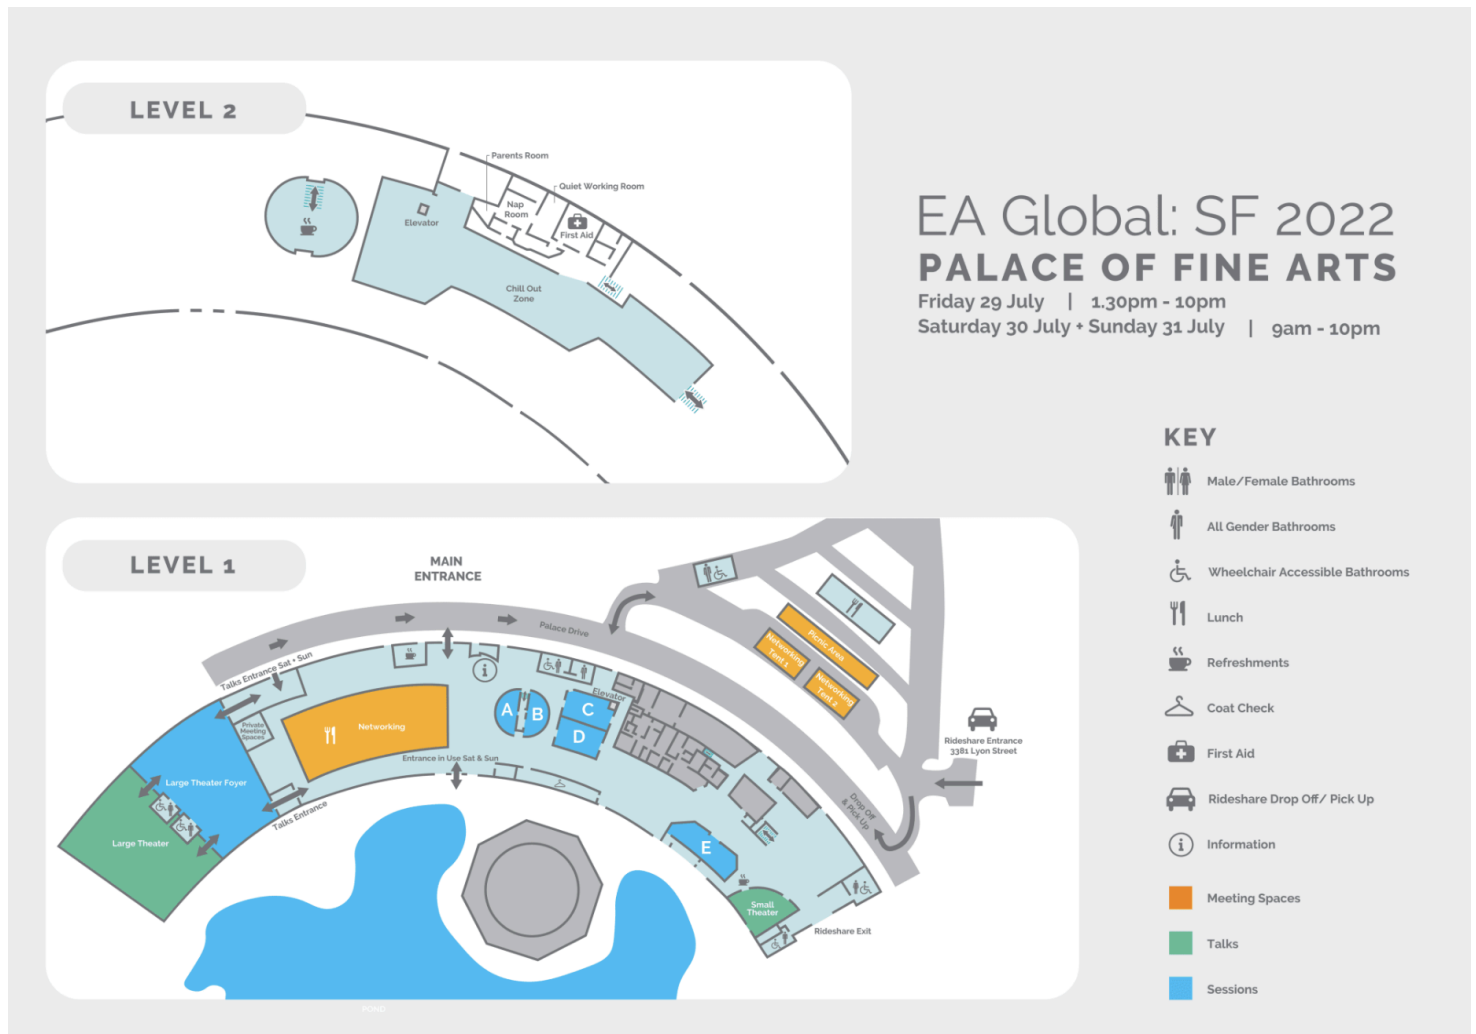 LEVEL 2
Parents Room
Quiet Working Room
Nap
Room
First Aid
Elevator
Chill Out
Zone
EA Global: SF 2022
PALACE OF FINE ARTS
Friday 29 July | 1.30pm - 10pm
Saturday 30 July + Sunday 31 July | 9am - 10pm
KEY
Male/Female Bathrooms
All Gender Bathrooms
Wheelchair Accessible Bathrooms
Lunch
Refreshments
Coat Check
First Aid
Rideshare Drop Off/ Pick Up
Information
Meeting Spaces
Talks
Sessions
LEVEL 1
MAIN
ENTRANCE
Palace Drive
Talks Entrance Sat + Sun
Picnic Area
Networking
Tent 1
Networking
Tent 2
Elevator
A
B
C
D
Private
Meeting
Spaces
Networking
Rideshare Entrance
3381 Lyon Street
Entrance in Use Sat & Sun
Large Theater Foyer
Talks Entrance
Drop Off
& Pick Up
Large Theater
E
Small
Theater
Rideshare Exit
POND